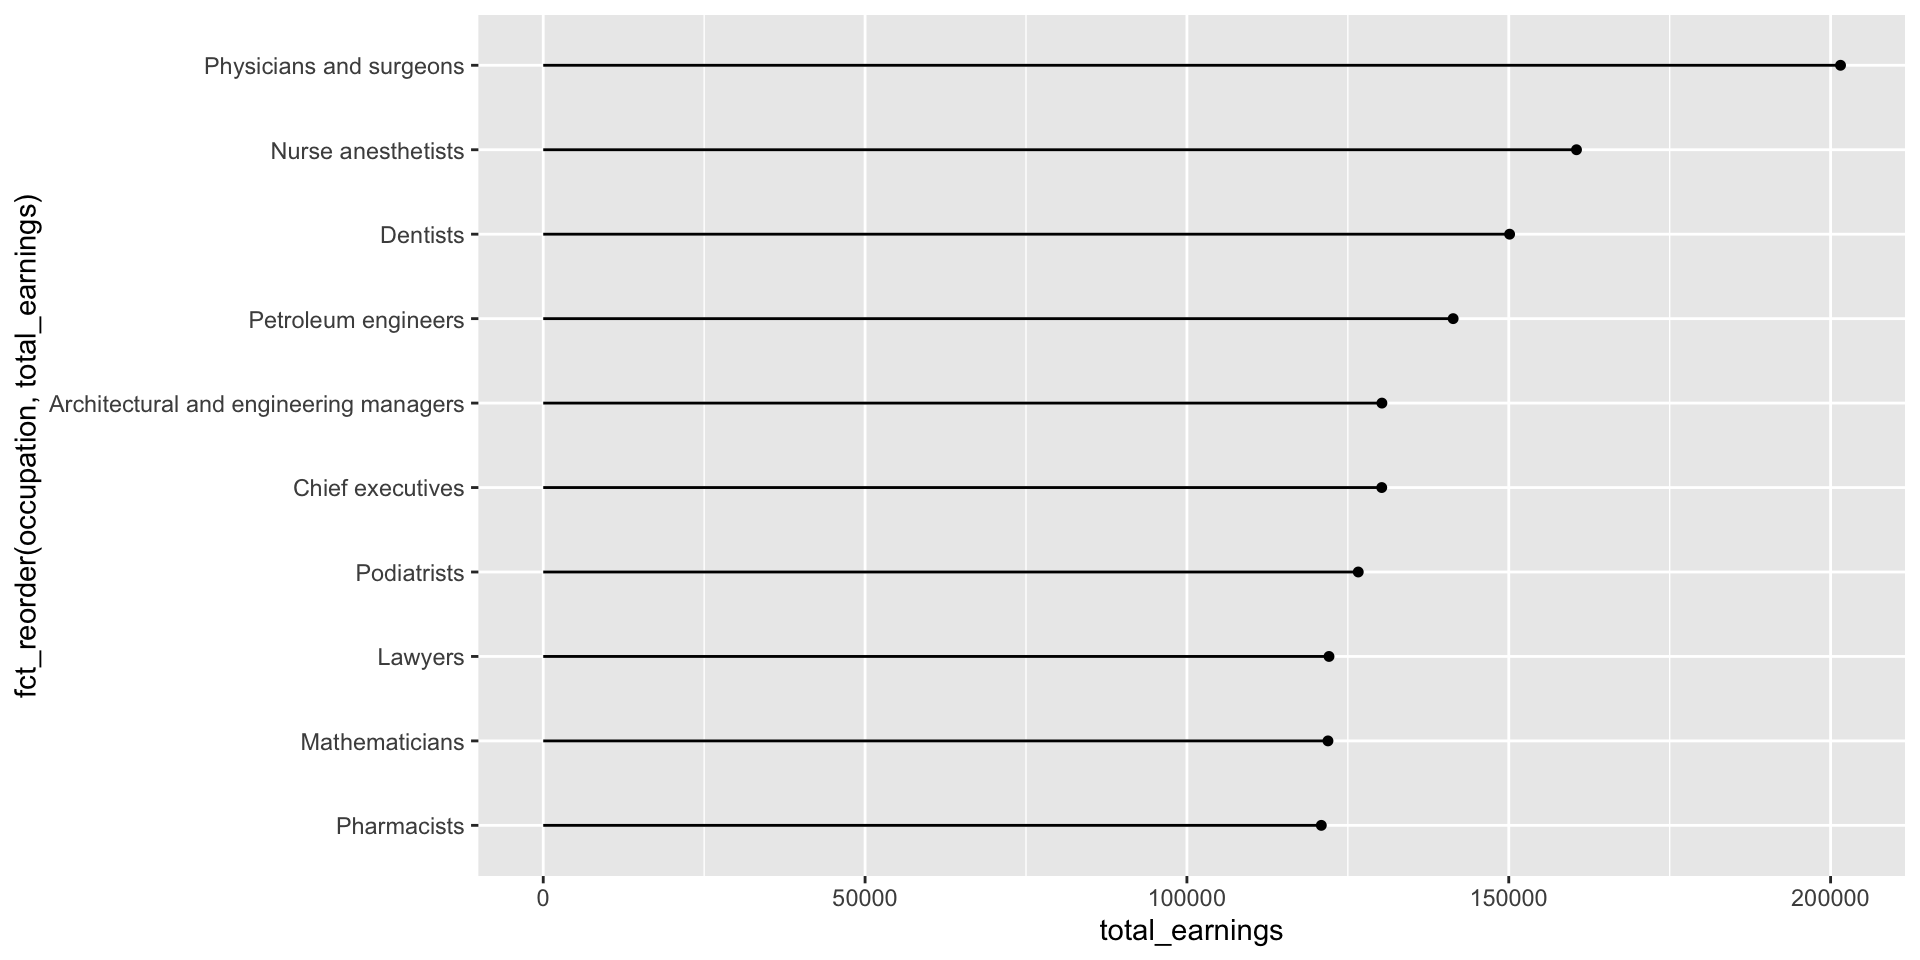 fct_reorder(occupation, total_earnings)
Physicians and surgeons
Nurse anesthetists
Dentists
Petroleum engineers
Architectural and engineering managers
Chief executives
Podiatrists
Lawyers
Mathematicians
Pharmacists
0 50000 100000 150000 200000
total_earnings